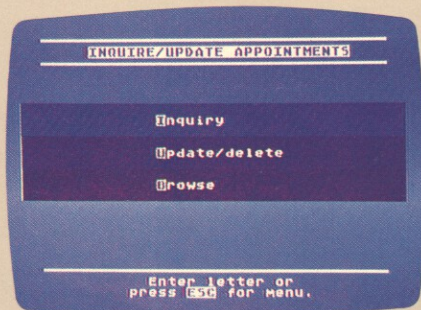 INQUIRE/UPDATE APPOINTMENTS
Inquiry
Update/delete
Browse
Enter letter or
press ESC for menu.